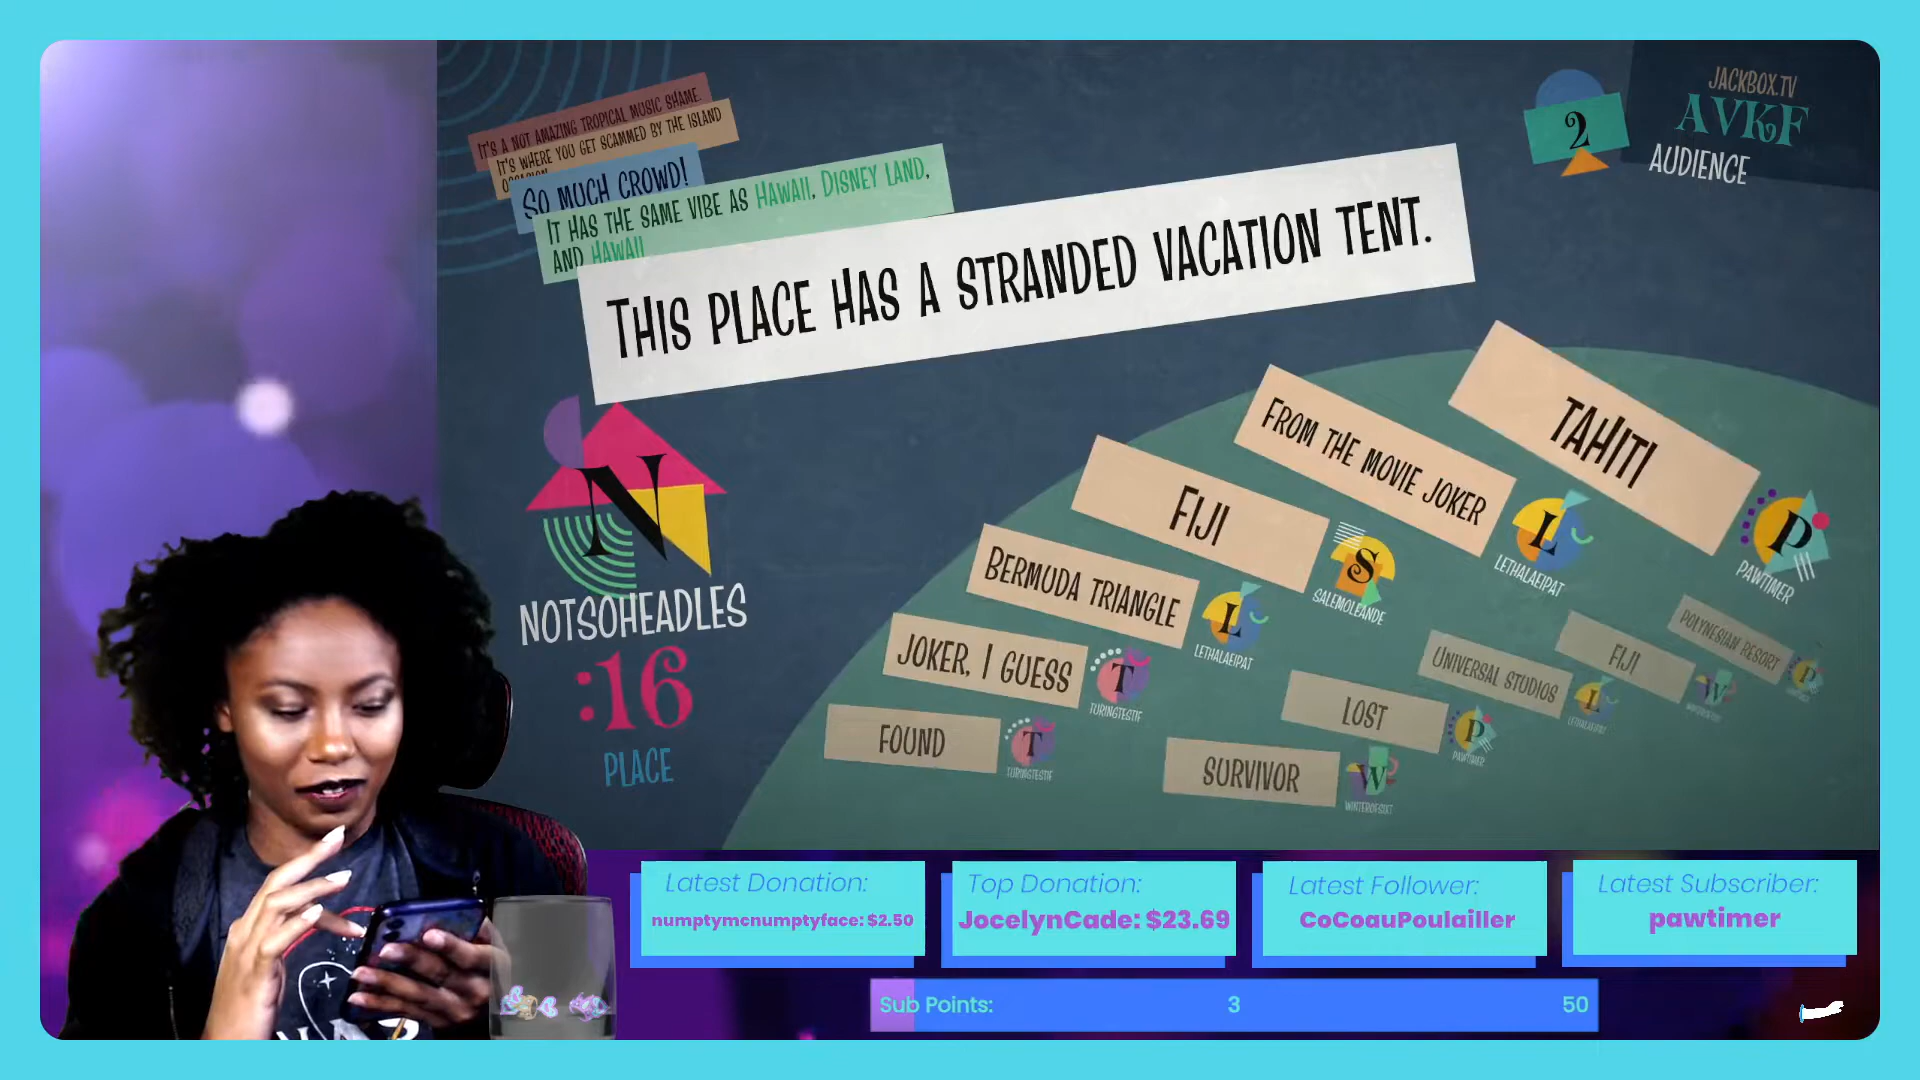 IT'S A NOT AMAZING TROPICAL MUSIC SHAME.
IT'S WHERE YOU GET SCAMMED BY THE ISLAND
SO MUCH CROWD!
IT HAS THE SAME VIBE AS HAWAII, DISNEY LAND,
AND HAWAII
THIS PLACE HAS A STRANDED VACATION TENT.
2
JACKBOX.TV
AVKF
AUDIENCE
N
NOTSOHEADLES
:16
PLACE
TAHITI
P
PAWTIMER
FROM THE MOVIE JOKER
L
LETHALAEIPAT
FIJI
S
SALEMOLEANDE
BERMUDA TRIANGLE
L
LETHALAEIPAT
JOKER, I GUESS
T
TURINGTESTIF
FOUND
T
TURINGTESTIF
POLYNESIAN RESORT
P
FIJI
W
UNIVERSAL STUDIOS
L
LETHALAEIPAT
LOST
P
PAWTIMER
SURVIVOR
W
WINTEROFSIXT
Latest Donation:
numptymcnumptyface: $2.50
Top Donation:
JocelynCade: $23.69
Latest Follower:
CoCoauPoulailler
Latest Subscriber:
pawtimer
Sub Points: 3 50